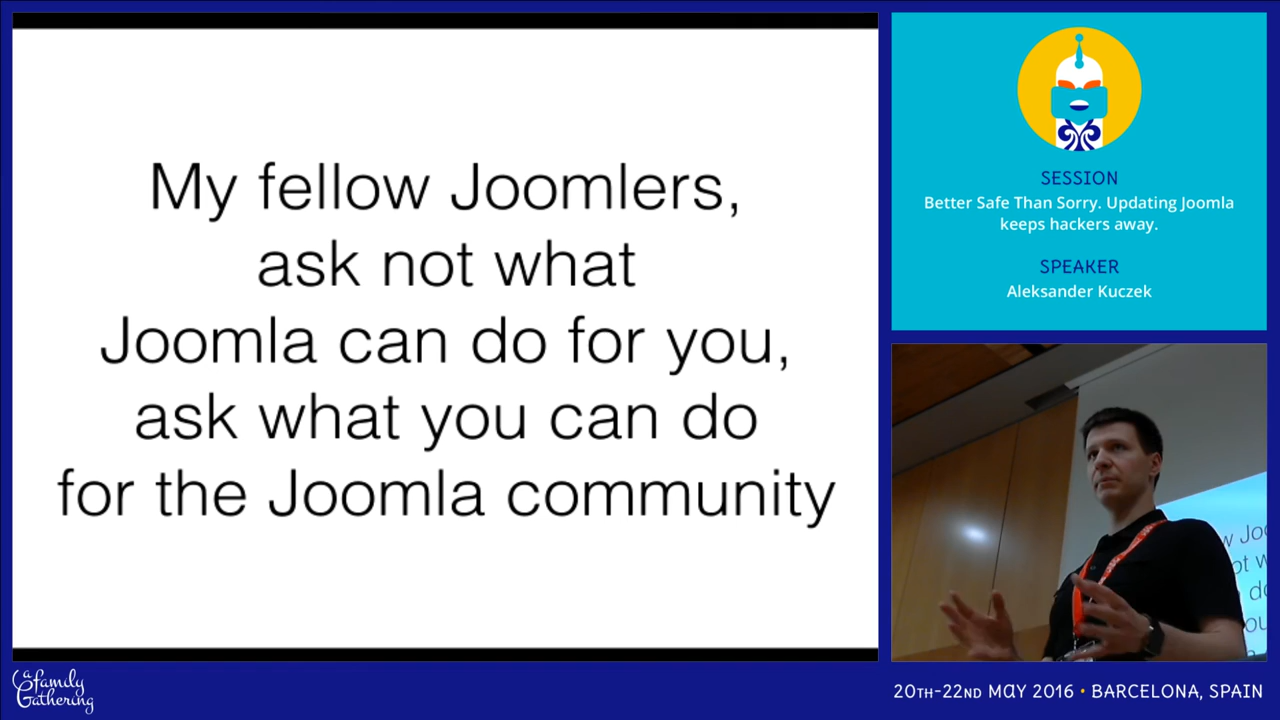 My fellow Joomlers,
ask not what
Joomla can do for you,
ask what you can do
for the Joomla community
SESSION
Better Safe Than Sorry. Updating Joomla
keeps hackers away.
SPEAKER
Aleksander Kuczek
a family
Gathering
20TH-22ND MAY 2016 • BARCELONA, SPAIN